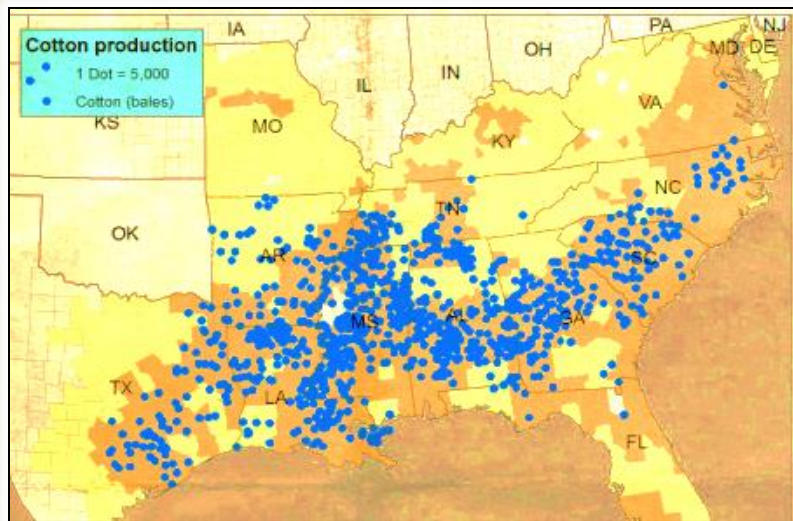 IA
PA
NJ
Cotton production
OH
MD
DE
1 Dot = 5,000
IL
IN
Cotton (bales)
VA
KS
MO
KY
NC
TN
OK
AR
SC
MS
AL
GA
TX
LA
FL